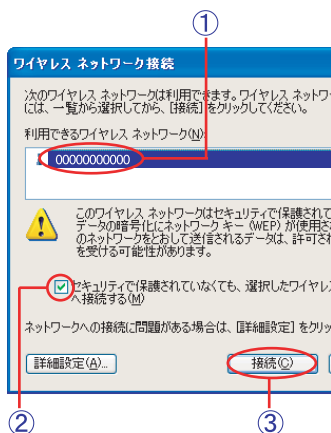 ①
ワイヤレス ネットワーク接続
次のワイヤレス ネットワークは利用できます。ワイヤレス ネットワ
には、一覧から選択してから、[接続] をクリックしてください。
利用できるワイヤレス ネットワーク(N):
00000000000
このワイヤレス ネットワークはセキュリティで保護されて
データの暗号化にネットワーク キー (WEP) が使用さ
のネットワークをとおして送信されるデータは、許可され
を受ける可能性があります。
セキュリティで保護されていなくても、選択したワイヤレ
へ接続する(M)
ネットワークへの接続に問題がある場合は、[詳細設定] をクリッ
詳細設定(A)... 接続(C)
② ③